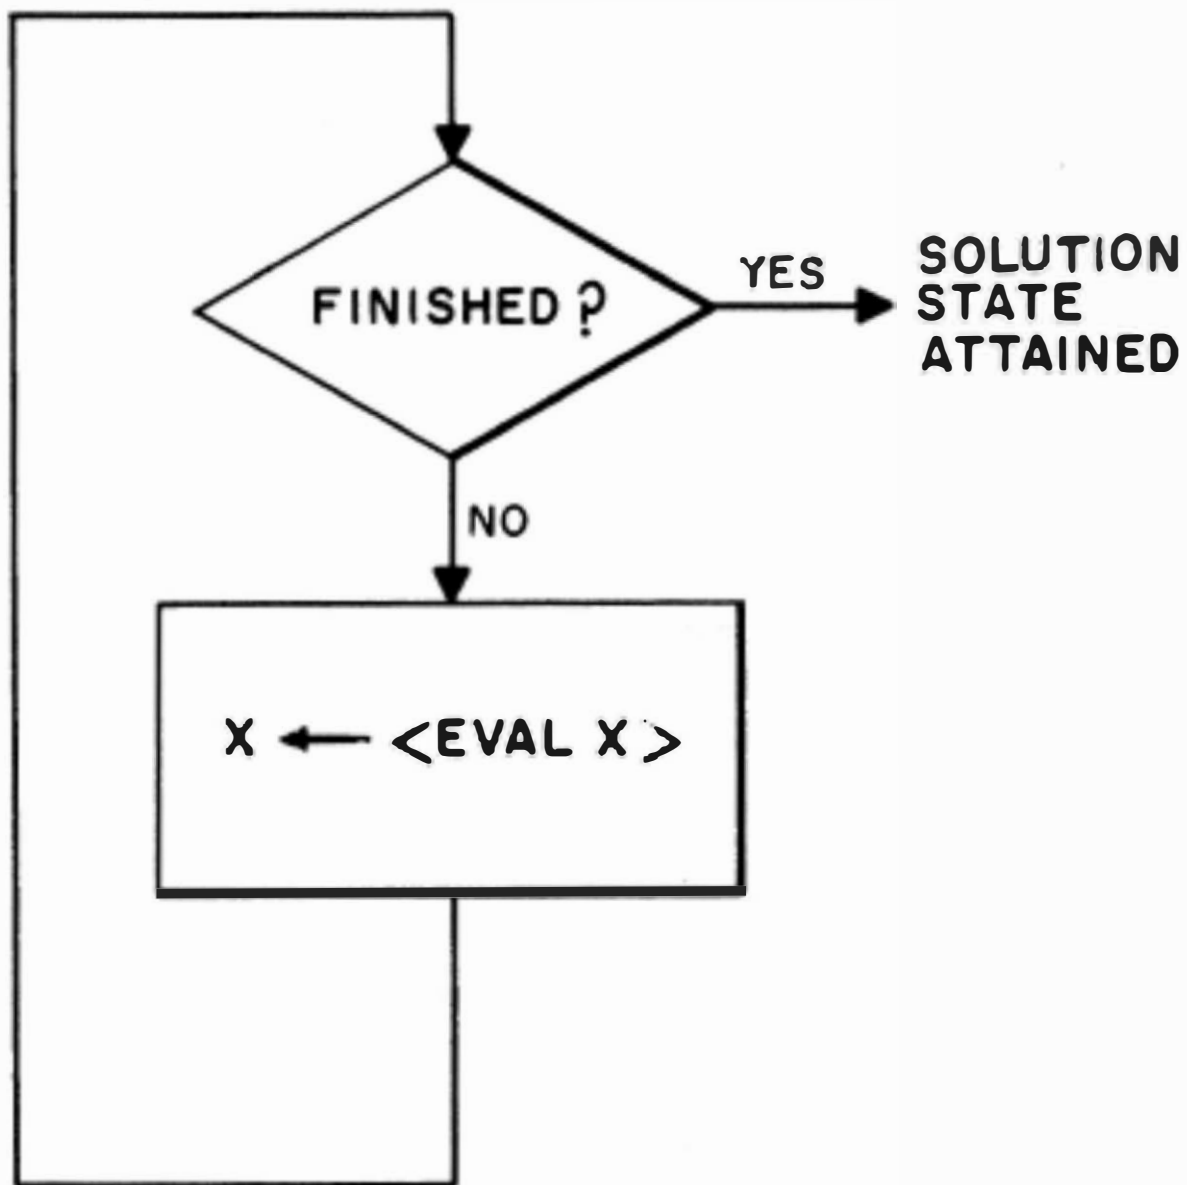 FINISHED?
YES
SOLUTION
STATE
ATTAINED
NO
X ← <EVAL X>